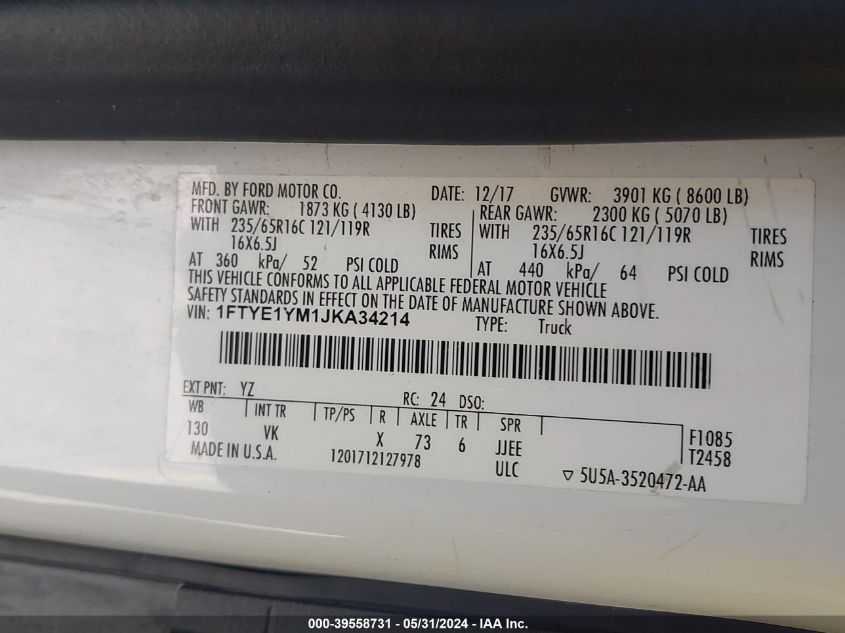 MFD. BY FORD MOTOR CO. DATE: 12/17 GVWR: 3901 KG ( 8600 LB)
FRONT GAWR: 1873 KG ( 4130 LB) REAR GAWR: 2300 KG ( 5070 LB)
WITH 235/65R16C 121/119R TIRES WITH 235/65R16C 121/119R TIRES
16X6.5J RIMS 16X6.5J RIMS
AT 360 kPa/ 52 PSI COLD AT 440 kPa/ 64 PSI COLD
THIS VEHICLE CONFORMS TO ALL APPLICABLE FEDERAL MOTOR VEHICLE
SAFETY STANDARDS IN EFFECT ON THE DATE OF MANUFACTURE SHOWN ABOVE.
VIN: 1FTYE1YM1JKA34214 TYPE: Truck
EXT PNT: YZ RC: 24 DSO:
WB INT TR TP/PS R AXLE TR SPR F1085
130 VK X 73 6 JJEE T2458
MADE IN U.S.A. 1201712127978 ULC ▽ 5U5A-3520472-AA
000-39558731 - 05/31/2024 - IAA Inc.